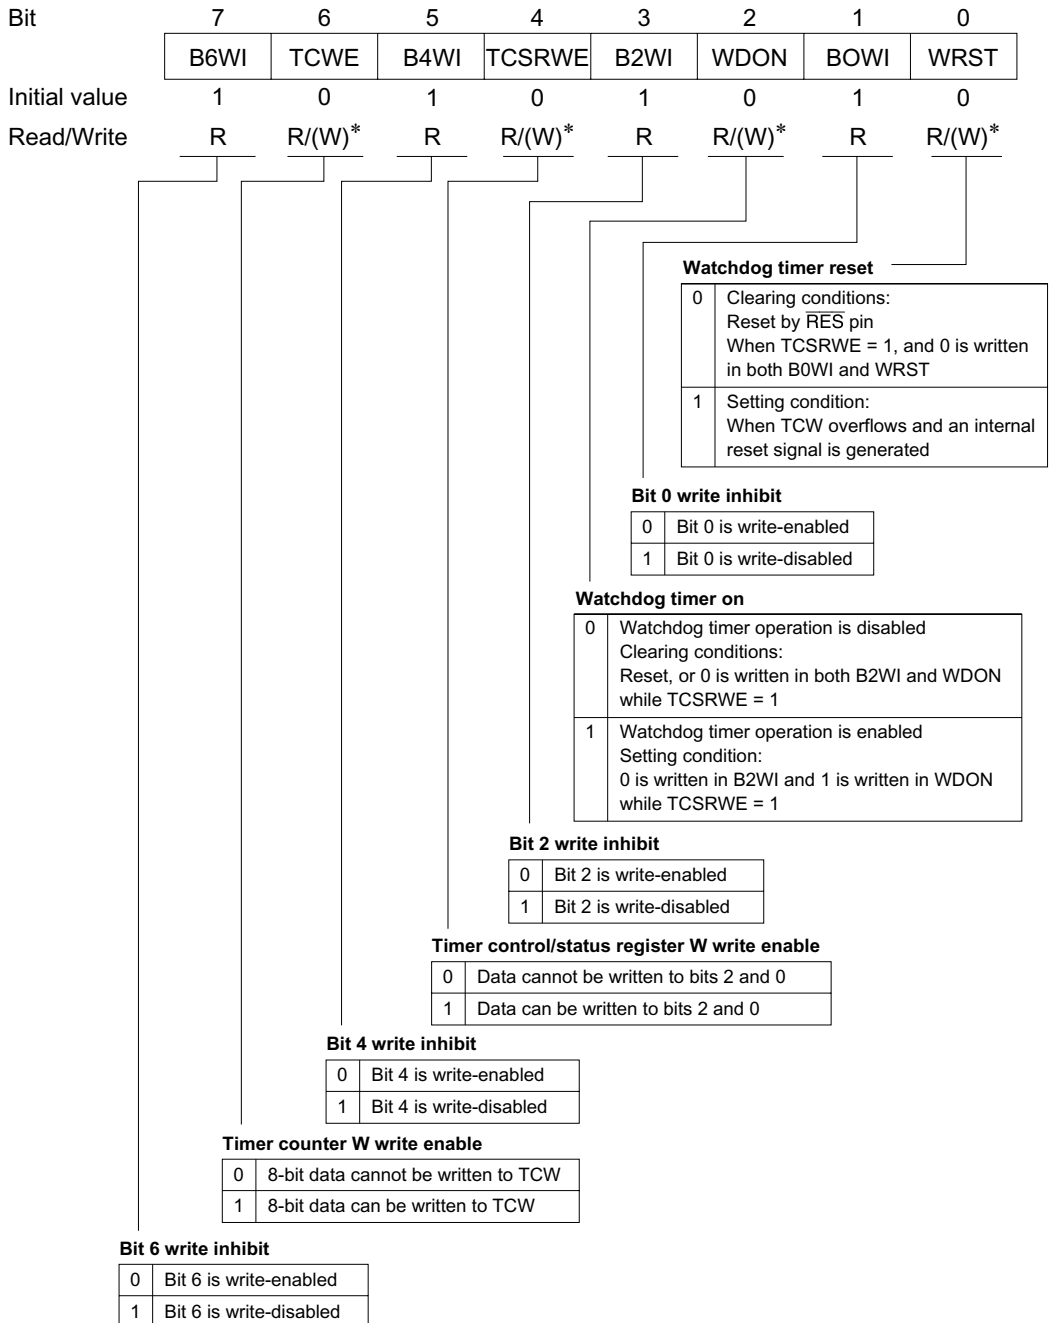 Bit 7 6 5 4 3 2 1 0
B6WI TCWE B4WI TCSRWE B2WI WDON BOWI WRST
Initial value 1 0 1 0 1 0 1 0
Read/Write R R/(W)* R R/(W)* R R/(W)* R R/(W)*
Watchdog timer reset
0 Clearing conditions:
Reset by RES pin
When TCSRWE = 1, and 0 is written
in both B0WI and WRST
1 Setting condition:
When TCW overflows and an internal
reset signal is generated
Bit 0 write inhibit
0 Bit 0 is write-enabled
1 Bit 0 is write-disabled
Watchdog timer on
0 Watchdog timer operation is disabled
Clearing conditions:
Reset, or 0 is written in both B2WI and WDON
while TCSRWE = 1
1 Watchdog timer operation is enabled
Setting condition:
0 is written in B2WI and 1 is written in WDON
while TCSRWE = 1
Bit 2 write inhibit
0 Bit 2 is write-enabled
1 Bit 2 is write-disabled
Timer control/status register W write enable
0 Data cannot be written to bits 2 and 0
1 Data can be written to bits 2 and 0
Bit 4 write inhibit
0 Bit 4 is write-enabled
1 Bit 4 is write-disabled
Timer counter W write enable
0 8-bit data cannot be written to TCW
1 8-bit data can be written to TCW
Bit 6 write inhibit
0 Bit 6 is write-enabled
1 Bit 6 is write-disabled